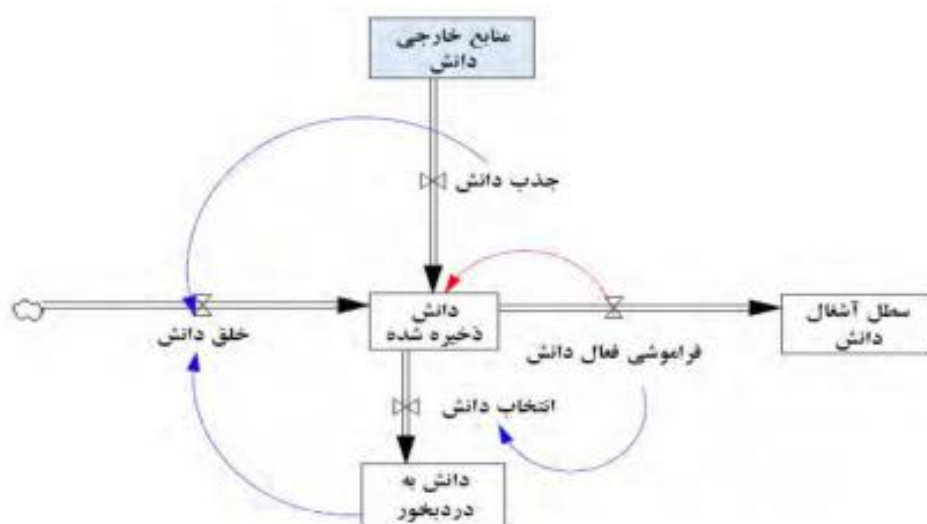 منابع خارجی
دانش
جذب دانش
دانش
ذخیره شده
خلق دانش
سطل آشغال
دانش
فراموشی فعال دانش
انتخاب دانش
دانش به
دردبخور